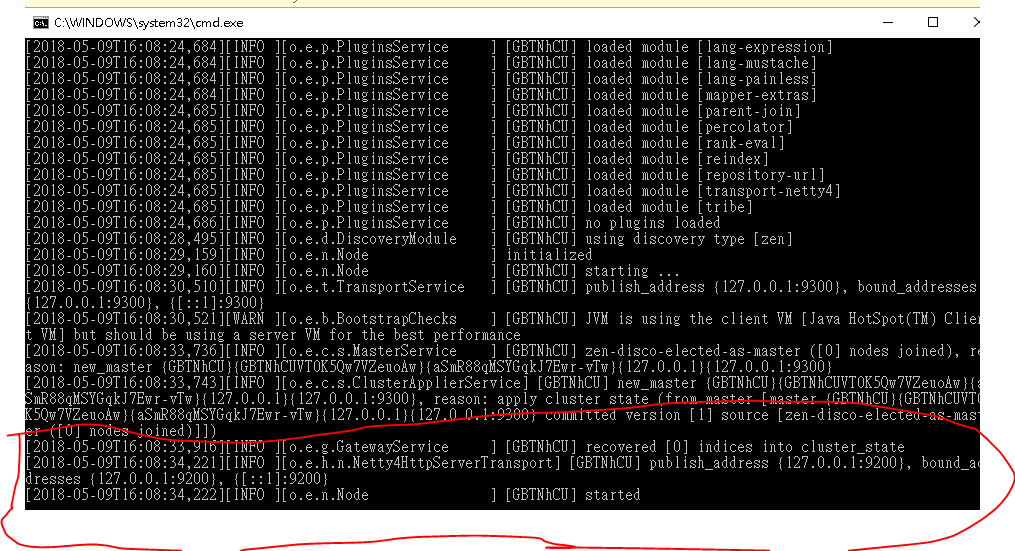 C:\WINDOWS\system32\cmd.exe
[2018-05-09T16:08:24,684][INFO ][o.e.p.PluginsService     ] [GBTNhCU] loaded module [lang-expression]
[2018-05-09T16:08:24,684][INFO ][o.e.p.PluginsService     ] [GBTNhCU] loaded module [lang-mustache]
[2018-05-09T16:08:24,684][INFO ][o.e.p.PluginsService     ] [GBTNhCU] loaded module [lang-painless]
[2018-05-09T16:08:24,684][INFO ][o.e.p.PluginsService     ] [GBTNhCU] loaded module [mapper-extras]
[2018-05-09T16:08:24,685][INFO ][o.e.p.PluginsService     ] [GBTNhCU] loaded module [parent-join]
[2018-05-09T16:08:24,685][INFO ][o.e.p.PluginsService     ] [GBTNhCU] loaded module [percolator]
[2018-05-09T16:08:24,685][INFO ][o.e.p.PluginsService     ] [GBTNhCU] loaded module [rank-eval]
[2018-05-09T16:08:24,685][INFO ][o.e.p.PluginsService     ] [GBTNhCU] loaded module [reindex]
[2018-05-09T16:08:24,685][INFO ][o.e.p.PluginsService     ] [GBTNhCU] loaded module [repository-url]
[2018-05-09T16:08:24,685][INFO ][o.e.p.PluginsService     ] [GBTNhCU] loaded module [transport-netty4]
[2018-05-09T16:08:24,685][INFO ][o.e.p.PluginsService     ] [GBTNhCU] loaded module [tribe]
[2018-05-09T16:08:24,686][INFO ][o.e.p.PluginsService     ] [GBTNhCU] no plugins loaded
[2018-05-09T16:08:28,495][INFO ][o.e.d.DiscoveryModule    ] [GBTNhCU] using discovery type [zen]
[2018-05-09T16:08:29,159][INFO ][o.e.n.Node               ] initialized
[2018-05-09T16:08:29,160][INFO ][o.e.n.Node               ] [GBTNhCU] starting ...
[2018-05-09T16:08:30,510][INFO ][o.e.t.TransportService   ] [GBTNhCU] publish_address {127.0.0.1:9300}, bound_addresses
{127.0.0.1:9300}, {[::1]:9300}
[2018-05-09T16:08:30,521][WARN ][o.e.b.BootstrapChecks    ] [GBTNhCU] JVM is using the client VM [Java HotSpot(TM) Clien
t VM] but should be using a server VM for the best performance
[2018-05-09T16:08:33,736][INFO ][o.e.c.s.MasterService    ] [GBTNhCU] zen-disco-elected-as-master ([0] nodes joined), re
ason: new_master {GBTNhCU}{GBTNhCUVT0K5Qw7VZeuoAw}{aSmR88qMSYGqkJ7Ewr-vTw}{127.0.0.1}{127.0.0.1:9300}
[2018-05-09T16:08:33,743][INFO ][o.e.c.s.ClusterApplierService] [GBTNhCU] new_master {GBTNhCU}{GBTNhCUVT0K5Qw7VZeuoAw}{a
SmR88qMSYGqkJ7Ewr-vTw}{127.0.0.1}{127.0.0.1:9300}, reason: apply cluster state (from master [master {GBTNhCU}{GBTNhCUVT0
K5Qw7VZeuoAw}{aSmR88qMSYGqkJ7Ewr-vTw}{127.0.0.1}{127.0.0.1:9300} committed version [1] source [zen-disco-elected-as-mast
er ([0] nodes joined)]])
[2018-05-09T16:08:33,916][INFO ][o.e.g.GatewayService     ] [GBTNhCU] recovered [0] indices into cluster_state
[2018-05-09T16:08:34,221][INFO ][o.e.h.n.Netty4HttpServerTransport] [GBTNhCU] publish_address {127.0.0.1:9200}, bound_ad
dresses {127.0.0.1:9200}, {[::1]:9200}
[2018-05-09T16:08:34,222][INFO ][o.e.n.Node               ] [GBTNhCU] started